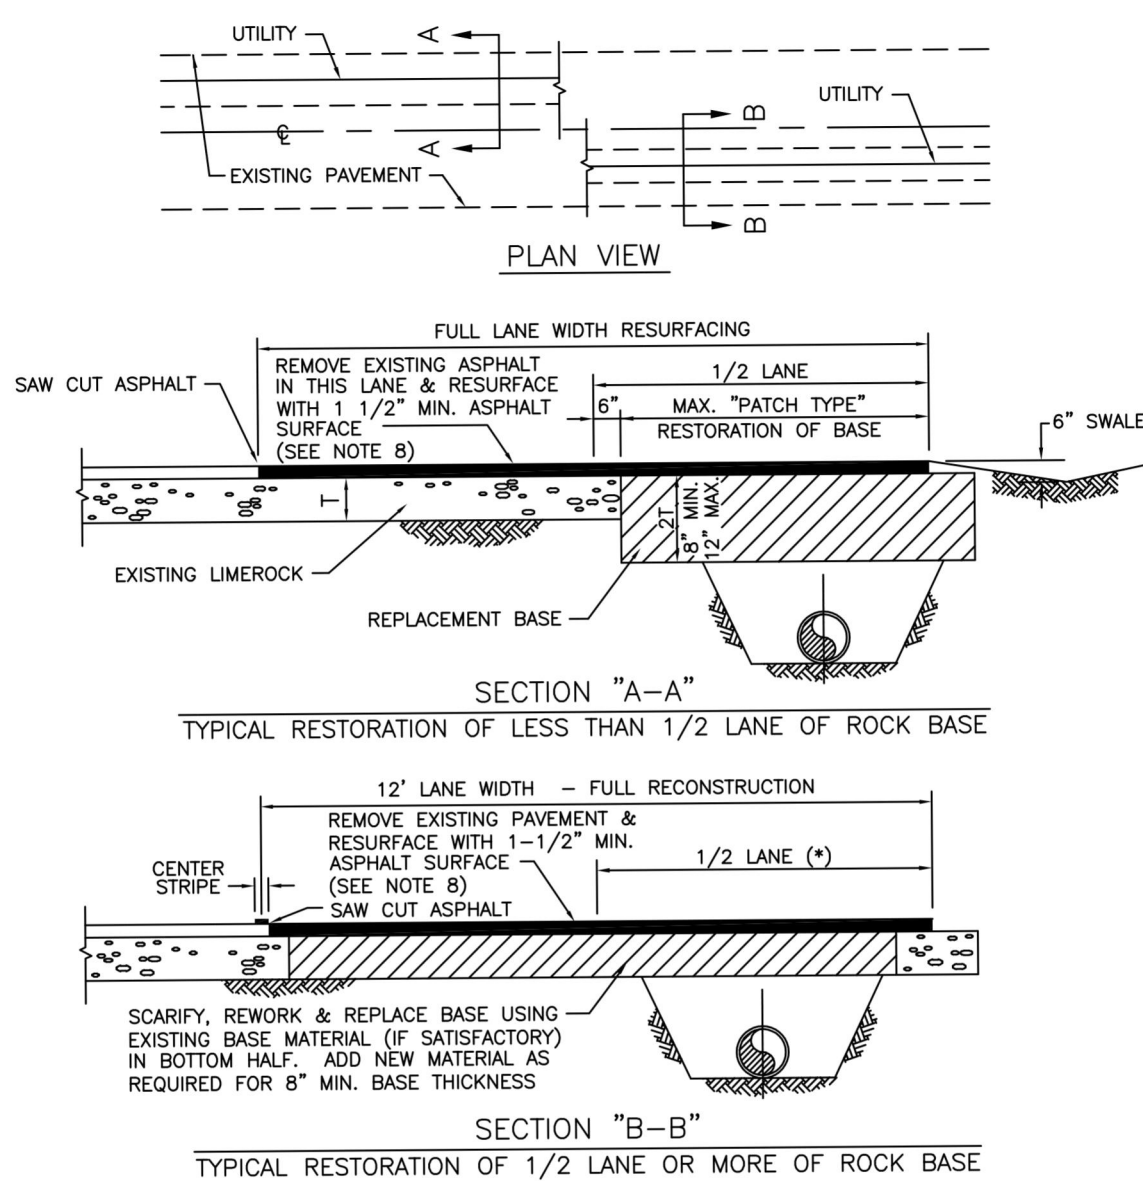 UTILITY
A
A
℄
EXISTING PAVEMENT
UTILITY
B
B
PLAN VIEW
FULL LANE WIDTH RESURFACING
SAW CUT ASPHALT
REMOVE EXISTING ASPHALT
IN THIS LANE & RESURFACE
WITH 1 1/2" MIN. ASPHALT
SURFACE
(SEE NOTE 8)
1/2 LANE
6"
MAX. "PATCH TYPE"
RESTORATION OF BASE
6" SWALE
T
2T
8" MIN.
12" MAX.
EXISTING LIMEROCK
REPLACEMENT BASE
SECTION "A-A"
TYPICAL RESTORATION OF LESS THAN 1/2 LANE OF ROCK BASE
12' LANE WIDTH - FULL RECONSTRUCTION
REMOVE EXISTING PAVEMENT &
RESURFACE WITH 1-1/2" MIN.
ASPHALT SURFACE
(SEE NOTE 8)
1/2 LANE (*)
CENTER
STRIPE
SAW CUT ASPHALT
SCARIFY, REWORK & REPLACE BASE USING
EXISTING BASE MATERIAL (IF SATISFACTORY)
IN BOTTOM HALF. ADD NEW MATERIAL AS
REQUIRED FOR 8" MIN. BASE THICKNESS
SECTION "B-B"
TYPICAL RESTORATION OF 1/2 LANE OR MORE OF ROCK BASE